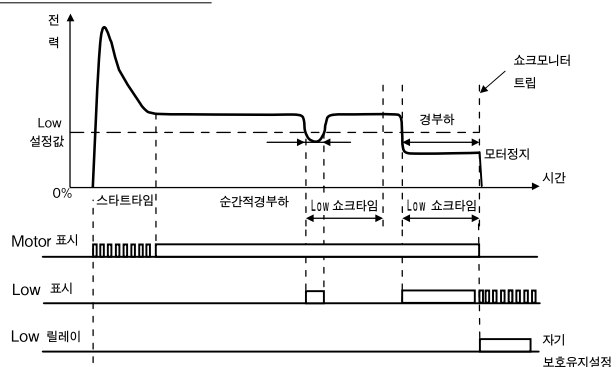 전
력
쇼크모니터
트립
Low
설정값
경부하
모터정지
시간
0%
스타트타임
순간적경부하
Low 쇼크타임
Low 쇼크타임
Motor 표시
Low 표시
Low 릴레이
자기
보호유지설정